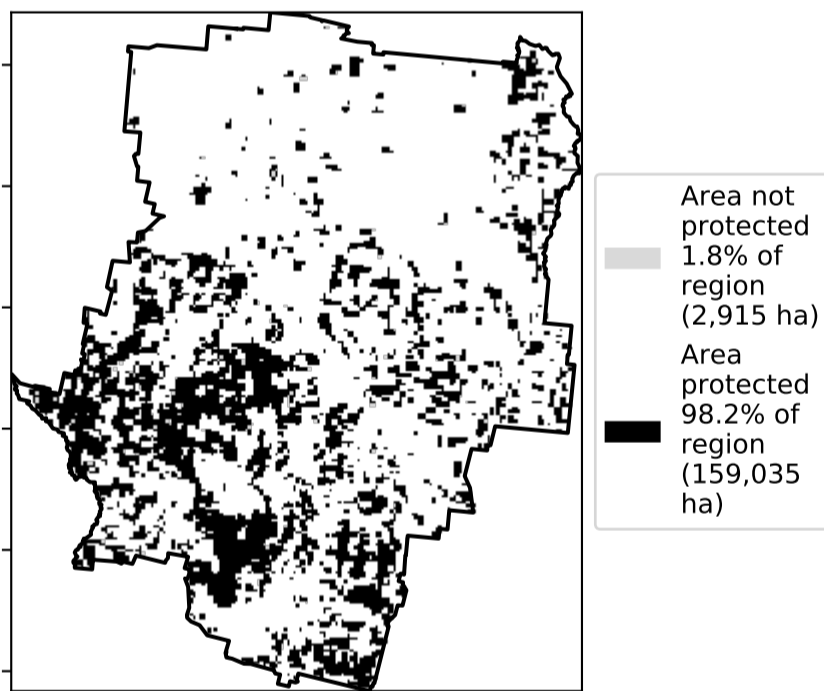 Area not
protected
1.8% of
region
(2,915 ha)
Area
protected
98.2% of
region
(159,035
ha)